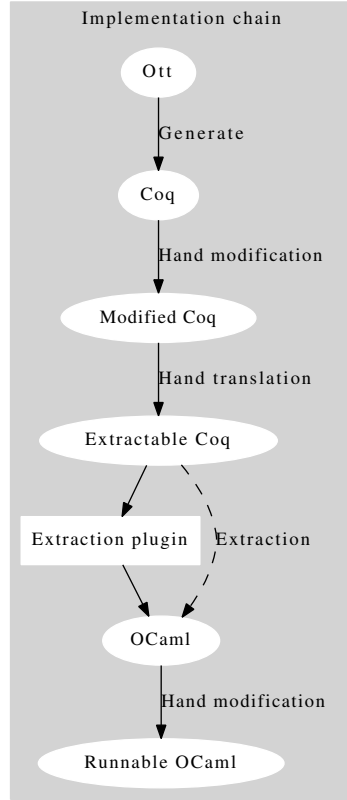 Implementation chain
Ott
Generate
Coq
Hand modification
Modified Coq
Hand translation
Extractable Coq
Extraction plugin
Extraction
OCaml
Hand modification
Runnable OCaml